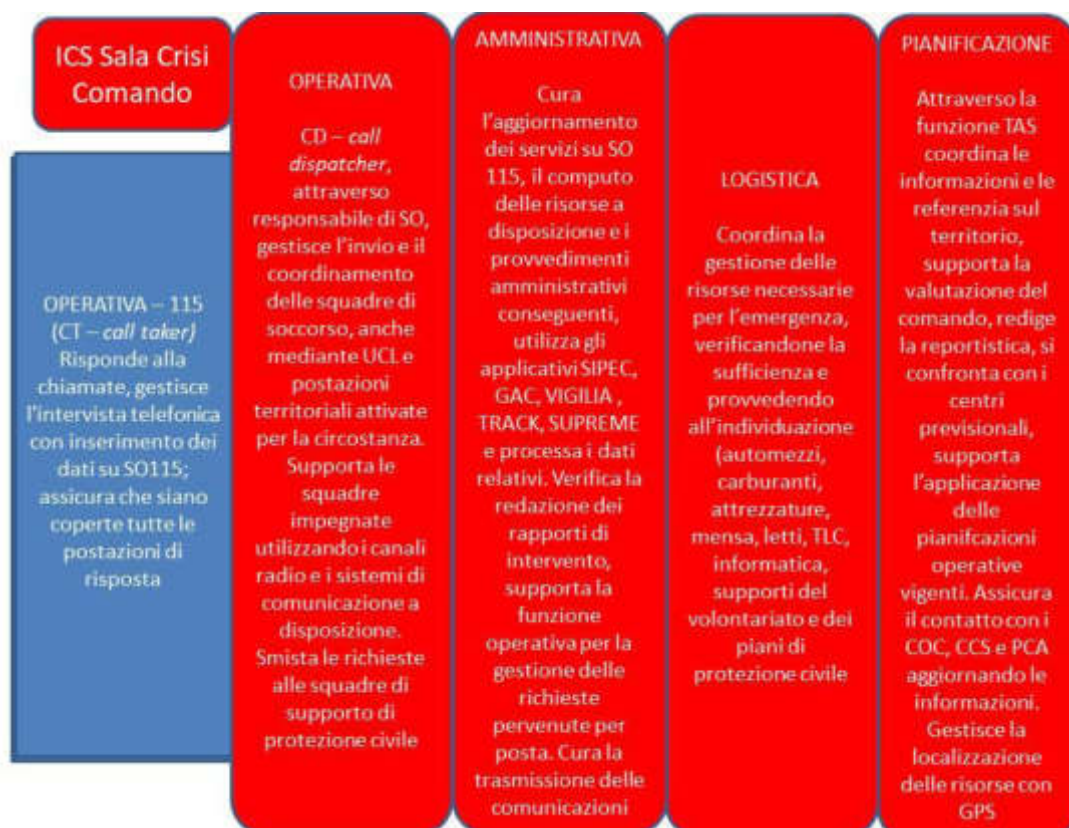 ICS Sala Crisi
Comando
OPERATIVA – 115
(CT – call taker)
Risponde alla
chiamate, gestisce
l'intervista telefonica
con inserimento dei
dati su SO115;
assicura che siano
coperte tutte le
postazioni di
risposta
OPERATIVA
CD – call
dispatcher,
attraverso
responsabile di SO,
gestisce l'invio e il
coordinamento
delle squadre di
soccorso, anche
mediante UCL e
postazioni
territoriali attivate
per la circostanza.
Supporta le
squadre
impegnate
utilizzando i canali
radio e i sistemi di
comunicazione a
disposizione.
Smista le richieste
alle squadre di
supporto di
protezione civile
AMMINISTRATIVA
Cura
l'aggiornamento
dei servizi su SO
115, il computo
delle risorse a
disposizione e i
provvedimenti
amministrativi
conseguenti,
utilizza gli
applicativi SIPEC,
GAC, VIGILIA ,
TRACK, SUPREME
e processa i dati
relativi. Verifica la
redazione dei
rapporti di
intervento,
supporta la
funzione
operativa per la
gestione delle
richieste
pervenute per
posta. Cura la
trasmissione delle
comunicazioni
LOGISTICA
Coordina la
gestione delle
risorse necessarie
per l'emergenza,
verificandone la
sufficienza e
provvedendo
all'individuazione
(automezzi,
carburanti,
attrezzature,
mensa, letti, TLC,
informatica,
supporti del
volontariato e dei
piani di
protezione civile
PIANIFICAZIONE
Attraverso la
funzione TAS
coordina le
informazioni e le
referenzia sul
territorio,
supporta la
valutazione del
comando, redige
la reportistica, si
confronta con i
centri
previsionali,
supporta
l'applicazione
delle
pianifcazioni
operative
vigenti. Assicura
il contatto con i
COC, CCS e PCA
aggiornando le
informazioni.
Gestisce la
localizzazione
delle risorse con
GPS